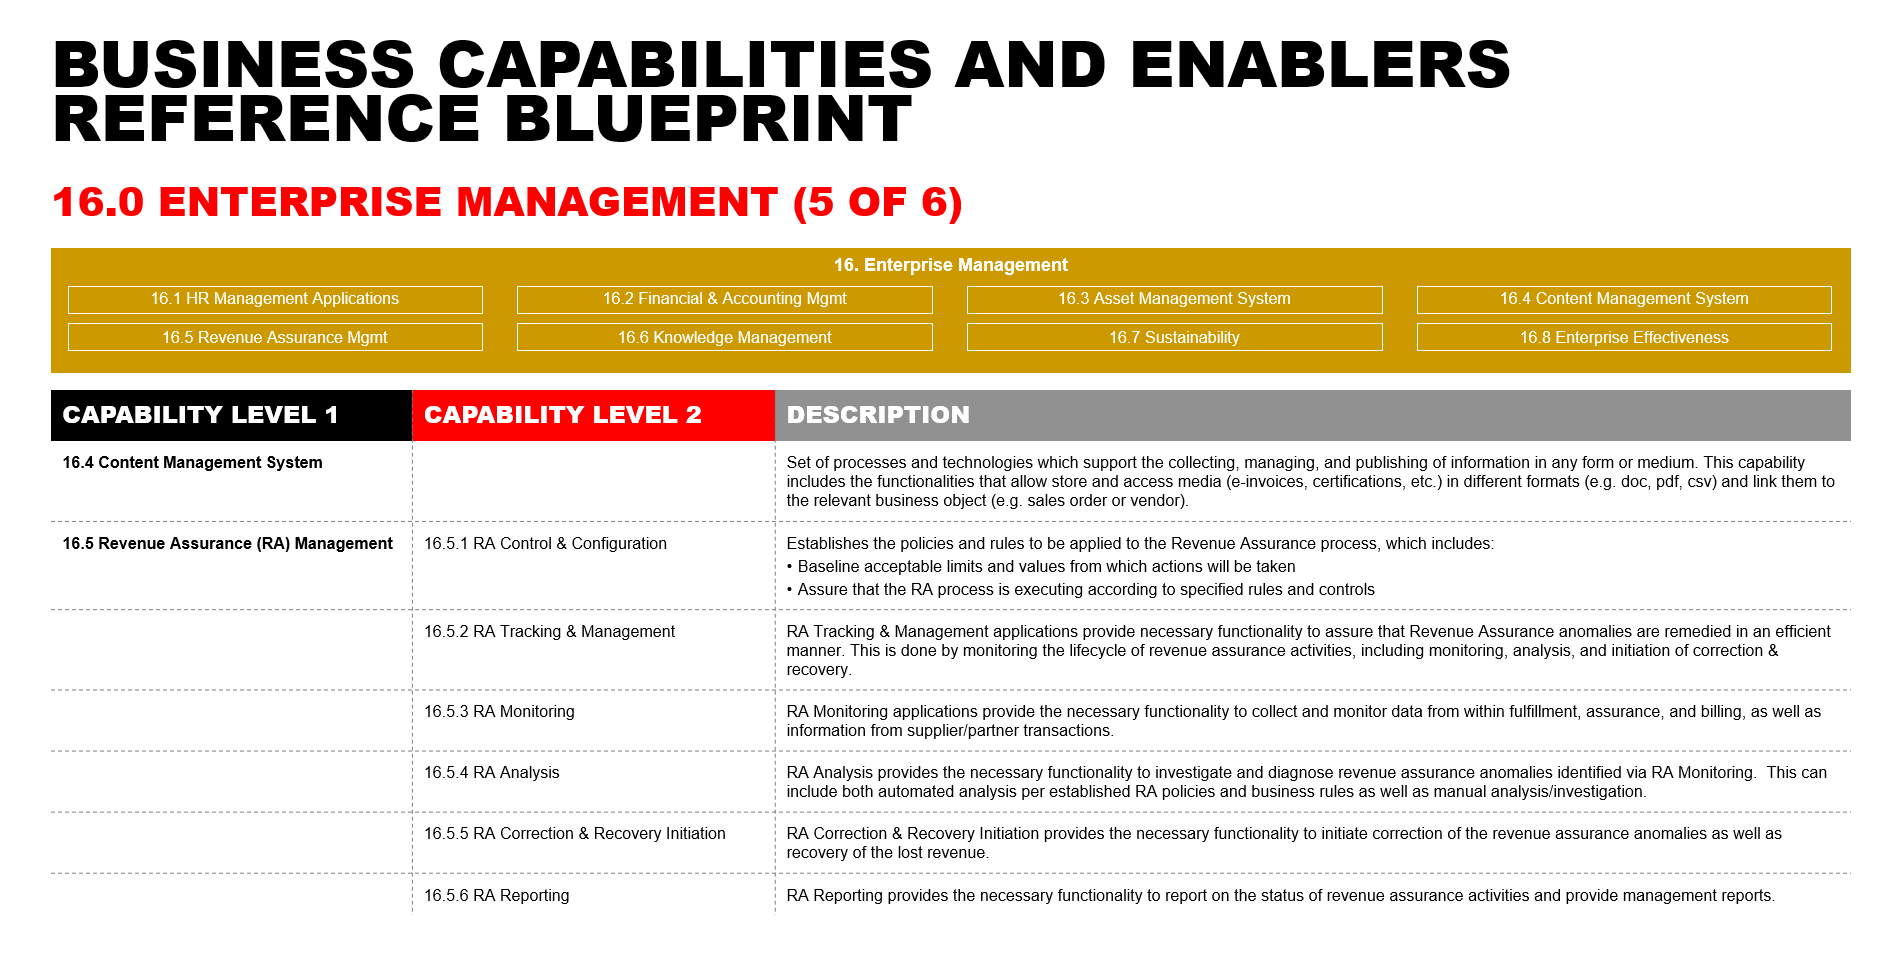 BUSINESS CAPABILITIES AND ENABLERS
REFERENCE BLUEPRINT
16.0 ENTERPRISE MANAGEMENT (5 OF 6)
16. Enterprise Management
16.1 HR Management Applications
16.2 Financial & Accounting Mgmt
16.3 Asset Management System
16.4 Content Management System
16.5 Revenue Assurance Mgmt
16.6 Knowledge Management
16.7 Sustainability
16.8 Enterprise Effectiveness
CAPABILITY LEVEL 1
CAPABILITY LEVEL 2
DESCRIPTION
16.4 Content Management System
Set of processes and technologies which support the collecting, managing, and publishing of information in any form or medium. This capability
includes the functionalities that allow store and access media (e-invoices, certifications, etc.) in different formats (e.g. doc, pdf, csv) and link them to
the relevant business object (e.g. sales order or vendor).
16.5 Revenue Assurance (RA) Management
16.5.1 RA Control & Configuration
Establishes the policies and rules to be applied to the Revenue Assurance process, which includes:
• Baseline acceptable limits and values from which actions will be taken
• Assure that the RA process is executing according to specified rules and controls
16.5.2 RA Tracking & Management
RA Tracking & Management applications provide necessary functionality to assure that Revenue Assurance anomalies are remedied in an efficient
manner. This is done by monitoring the lifecycle of revenue assurance activities, including monitoring, analysis, and initiation of correction &
recovery.
16.5.3 RA Monitoring
RA Monitoring applications provide the necessary functionality to collect and monitor data from within fulfillment, assurance, and billing, as well as
information from supplier/partner transactions.
16.5.4 RA Analysis
RA Analysis provides the necessary functionality to investigate and diagnose revenue assurance anomalies identified via RA Monitoring.  This can
include both automated analysis per established RA policies and business rules as well as manual analysis/investigation.
16.5.5 RA Correction & Recovery Initiation
RA Correction & Recovery Initiation provides the necessary functionality to initiate correction of the revenue assurance anomalies as well as
recovery of the lost revenue.
16.5.6 RA Reporting
RA Reporting provides the necessary functionality to report on the status of revenue assurance activities and provide management reports.